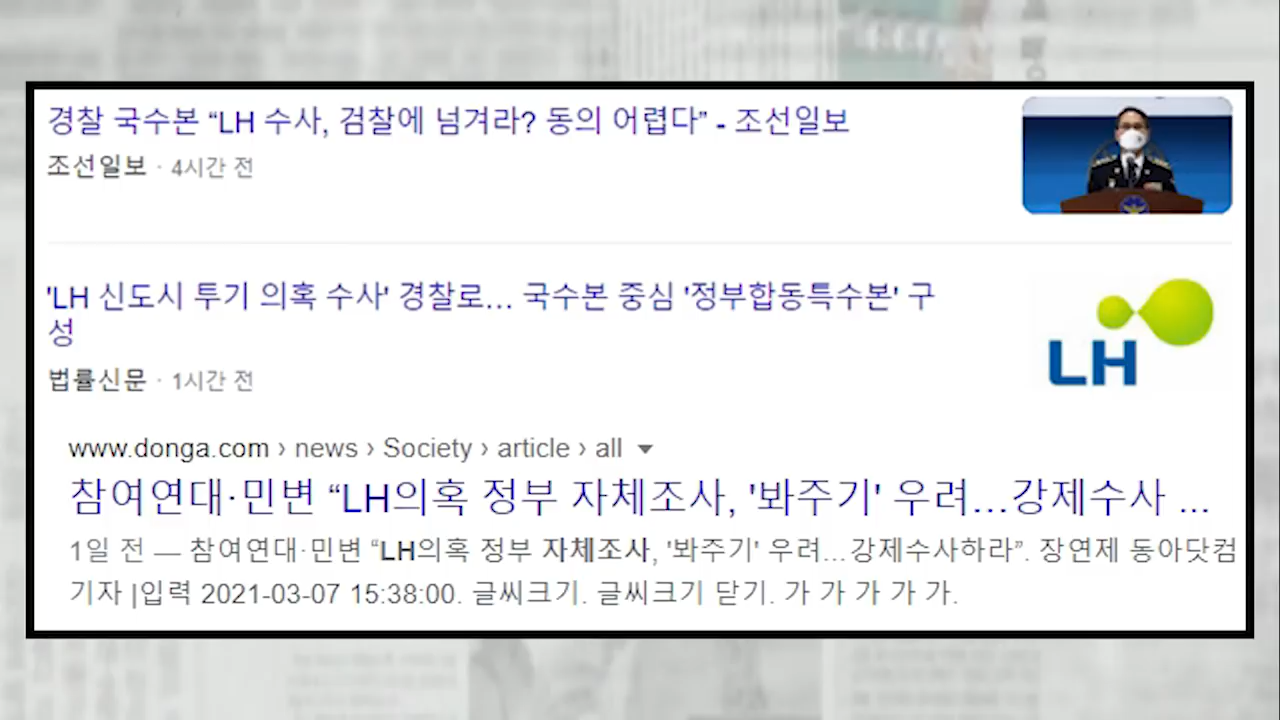 경찰 국수본 “LH 수사, 검찰에 넘겨라? 동의 어렵다” - 조선일보
조선일보 · 4시간 전
'LH 신도시 투기 의혹 수사' 경찰로... 국수본 중심 '정부합동특수본' 구
성
LH
법률신문 · 1시간 전
www.donga.com › news › Society › article › all
참여연대·민변 “LH의혹 정부 자체조사, '봐주기' 우려...강제수사 ...
1일 전 — 참여연대·민변 “LH의혹 정부 자체조사, '봐주기' 우려...강제수사하라”. 장연제 동아닷컴
기자 |입력 2021-03-07 15:38:00. 글씨크기. 글씨크기 닫기. 가 가 가 가 가.